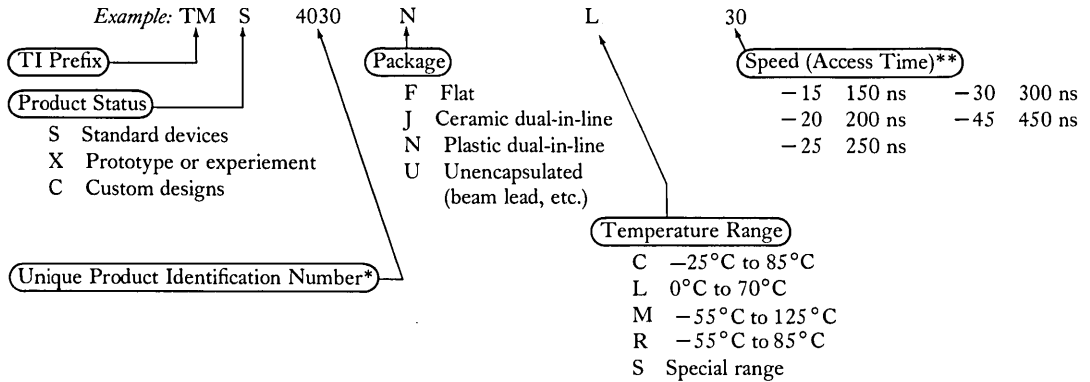 Example: TM S 4030 N L 30
TI Prefix
Package
Speed (Access Time)**
Product Status
F Flat
J Ceramic dual-in-line
N Plastic dual-in-line
U Unencapsulated
(beam lead, etc.)
−15 150 ns −30 300 ns
−20 200 ns −45 450 ns
−25 250 ns
S Standard devices
X Prototype or experiement
C Custom designs
Temperature Range
Unique Product Identification Number*
C −25°C to 85°C
L 0°C to 70°C
M −55°C to 125°C
R −55°C to 85°C
S Special range